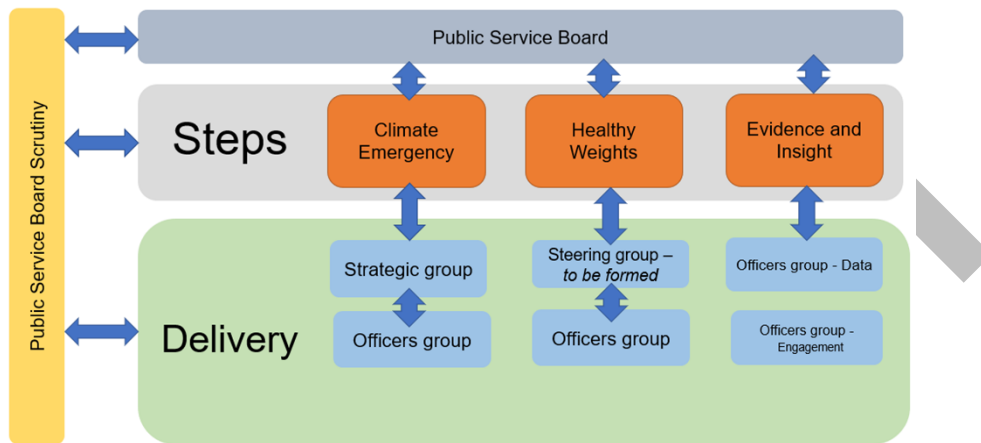 Public Service Board Scrutiny
Public Service Board
Steps
Climate
Emergency
Healthy
Weights
Evidence and
Insight
Delivery
Strategic group
Officers group
Steering group –
to be formed
Officers group
Officers group - Data
Officers group -
Engagement